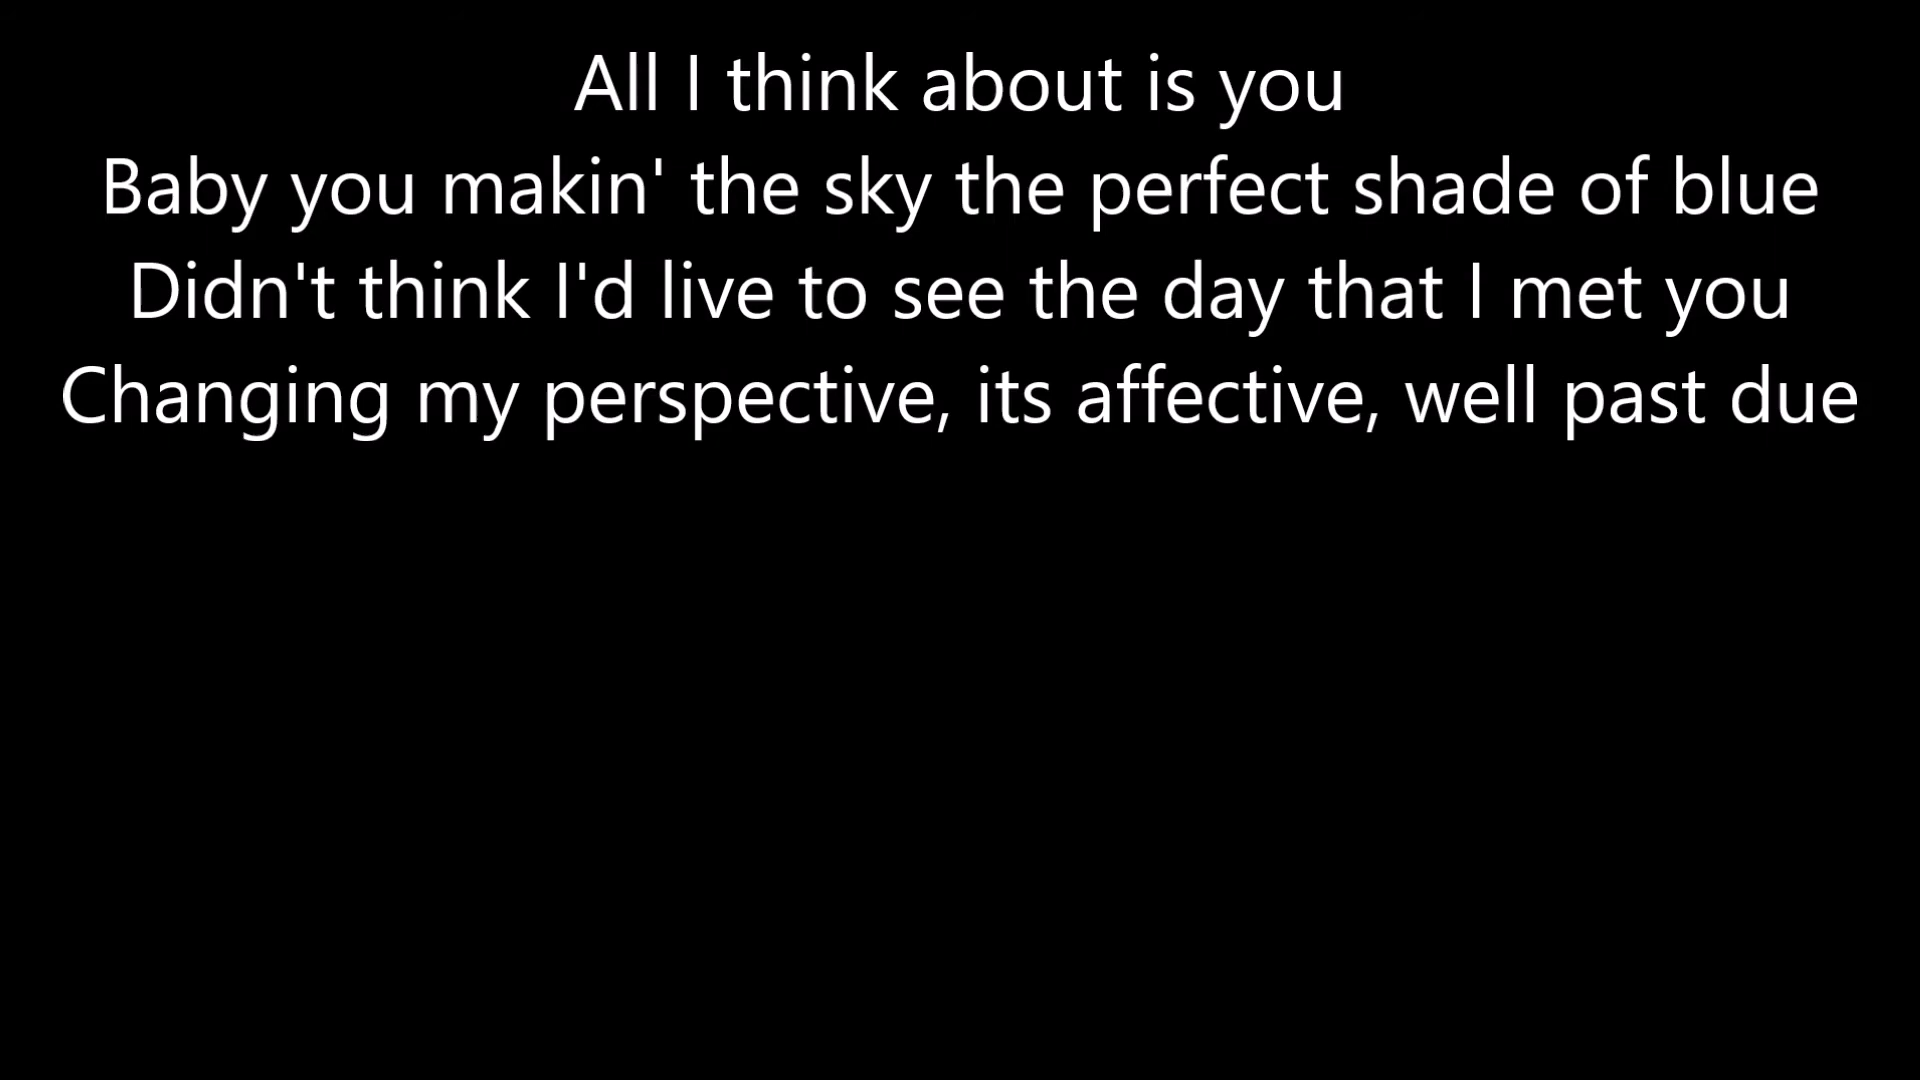 All I think about is you
Baby you makin' the sky the perfect shade of blue
Didn't think I'd live to see the day that I met you
Changing my perspective, its affective, well past due